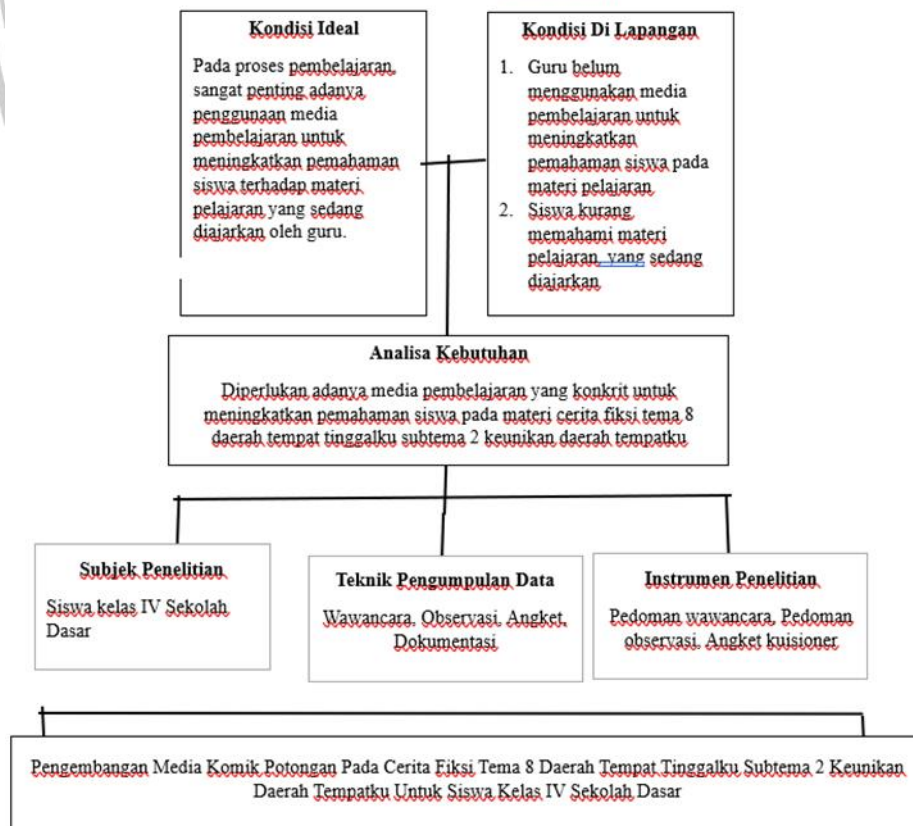 Kondisi Ideal
Pada proses pembelajaran,
sangat penting adanya
penggunaan media
pembelajaran untuk
meningkatkan pemahaman
siswa terhadap materi
pelajaran yang sedang
diajarkan oleh guru.
Kondisi Di Lapangan
1. Guru belum
menggunakan media
pembelajaran untuk
meningkatkan
pemahaman siswa pada
materi pelajaran
2. Siswa kurang
memahami materi
pelajaran, yang sedang
diajarkan
Analisa Kebutuhan
Diperlukan adanya media pembelajaran yang konkrit untuk
meningkatkan pemahaman siswa pada materi cerita fiksi tema 8
daerah tempat tinggalku subtema 2 keunikan daerah tempatku
Subjek Penelitian
Siswa kelas IV Sekolah
Dasar
Teknik Pengumpulan Data
Wawancara, Observasi, Angket,
Dokumentasi
Instrumen Penelitian
Pedoman wawancara, Pedoman
observasi, Angket kuisioner
Pengembangan Media Komik Potongan Pada Cerita Fiksi Tema 8 Daerah Tempat Tinggalku Subtema 2 Keunikan
Daerah Tempatku Untuk Siswa Kelas IV Sekolah Dasar